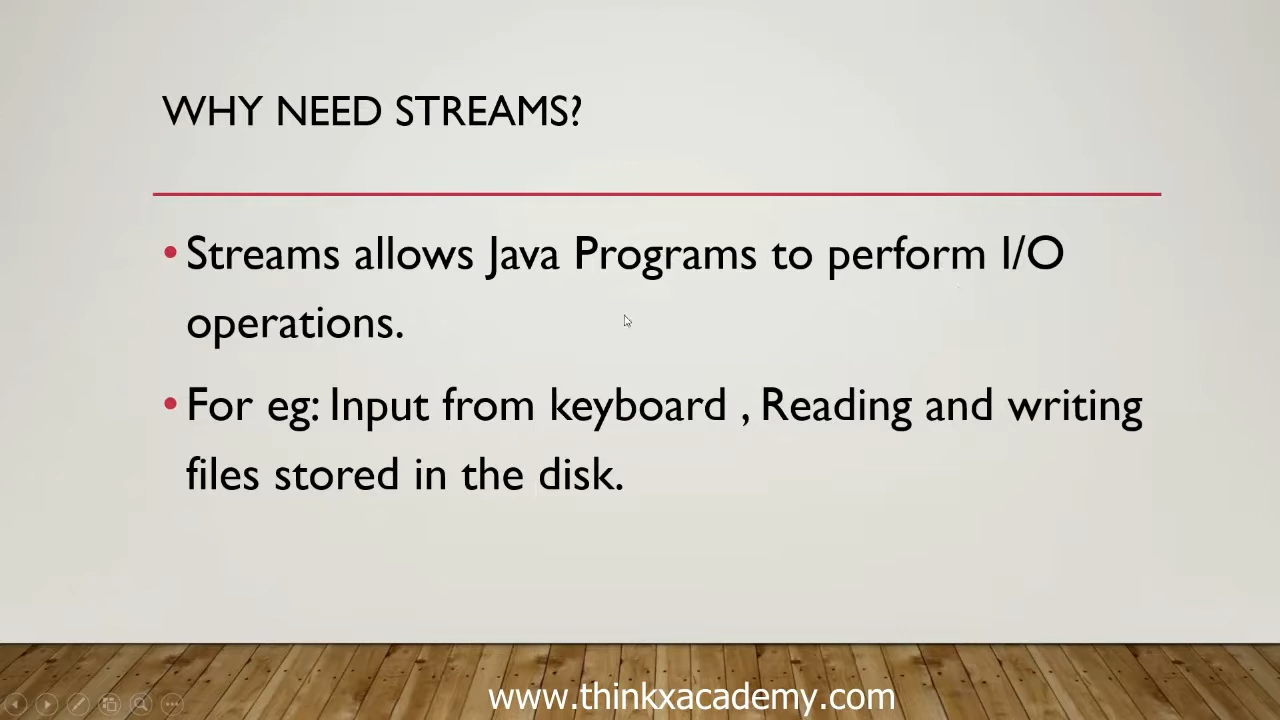 WHY NEED STREAMS?
• Streams allows Java Programs to perform I/O
operations.
• For eg: Input from keyboard , Reading and writing
files stored in the disk.
www.thinkxacademy.com